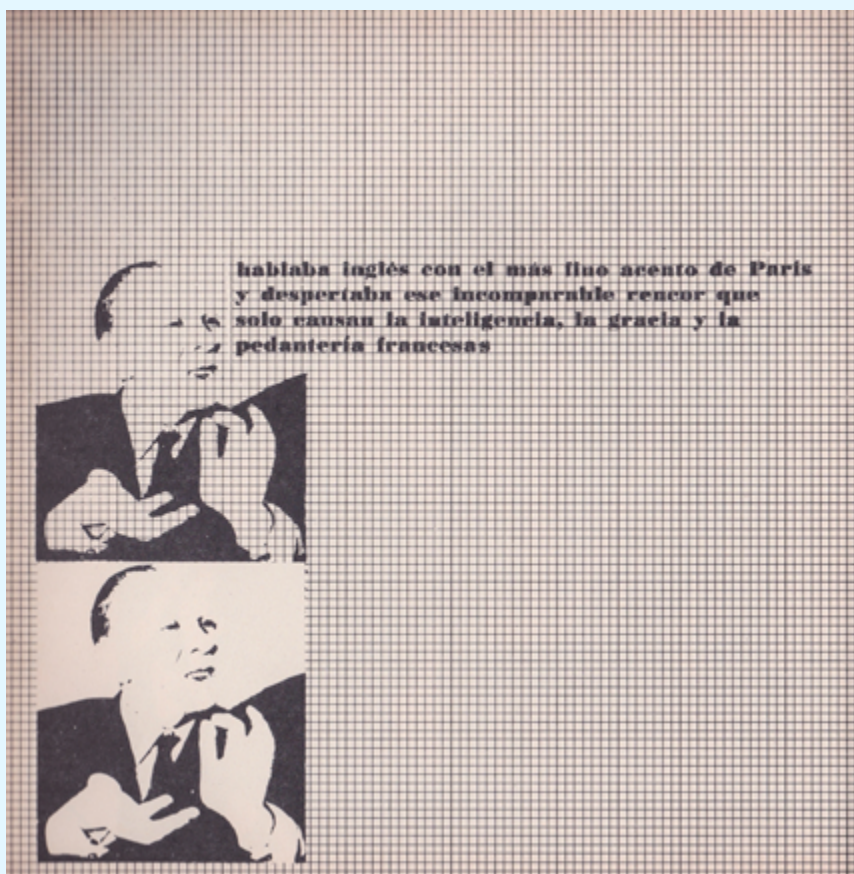 hablaba inglés con el más fino acento de París
y despertaba ese incomparable rencor que
solo causan la inteligencia, la gracia y la
pedantería francesas